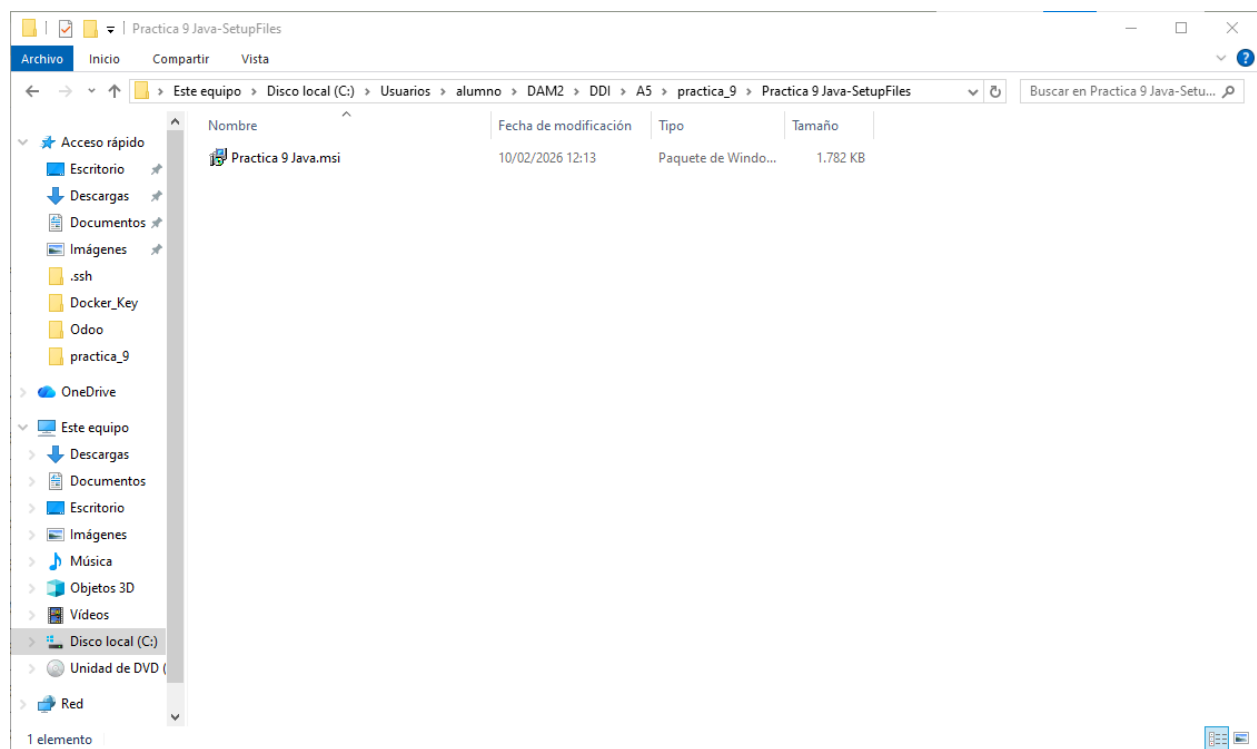 Practica 9 Java-SetupFiles
Archivo Inicio Compartir Vista
Este equipo > Disco local (C:) > Usuarios > alumno > DAM2 > DDI > A5 > practica_9 > Practica 9 Java-SetupFiles
Buscar en Practica 9 Java-Setu...
Nombre Fecha de modificación Tipo Tamaño
Practica 9 Java.msi 10/02/2026 12:13 Paquete de Windo... 1.782 KB
Acceso rápido
Escritorio
Descargas
Documentos
Imágenes
.ssh
Docker_Key
Odoo
practica_9
OneDrive
Este equipo
Descargas
Documentos
Escritorio
Imágenes
Música
Objetos 3D
Vídeos
Disco local (C:)
Unidad de DVD (
Red
1 elemento